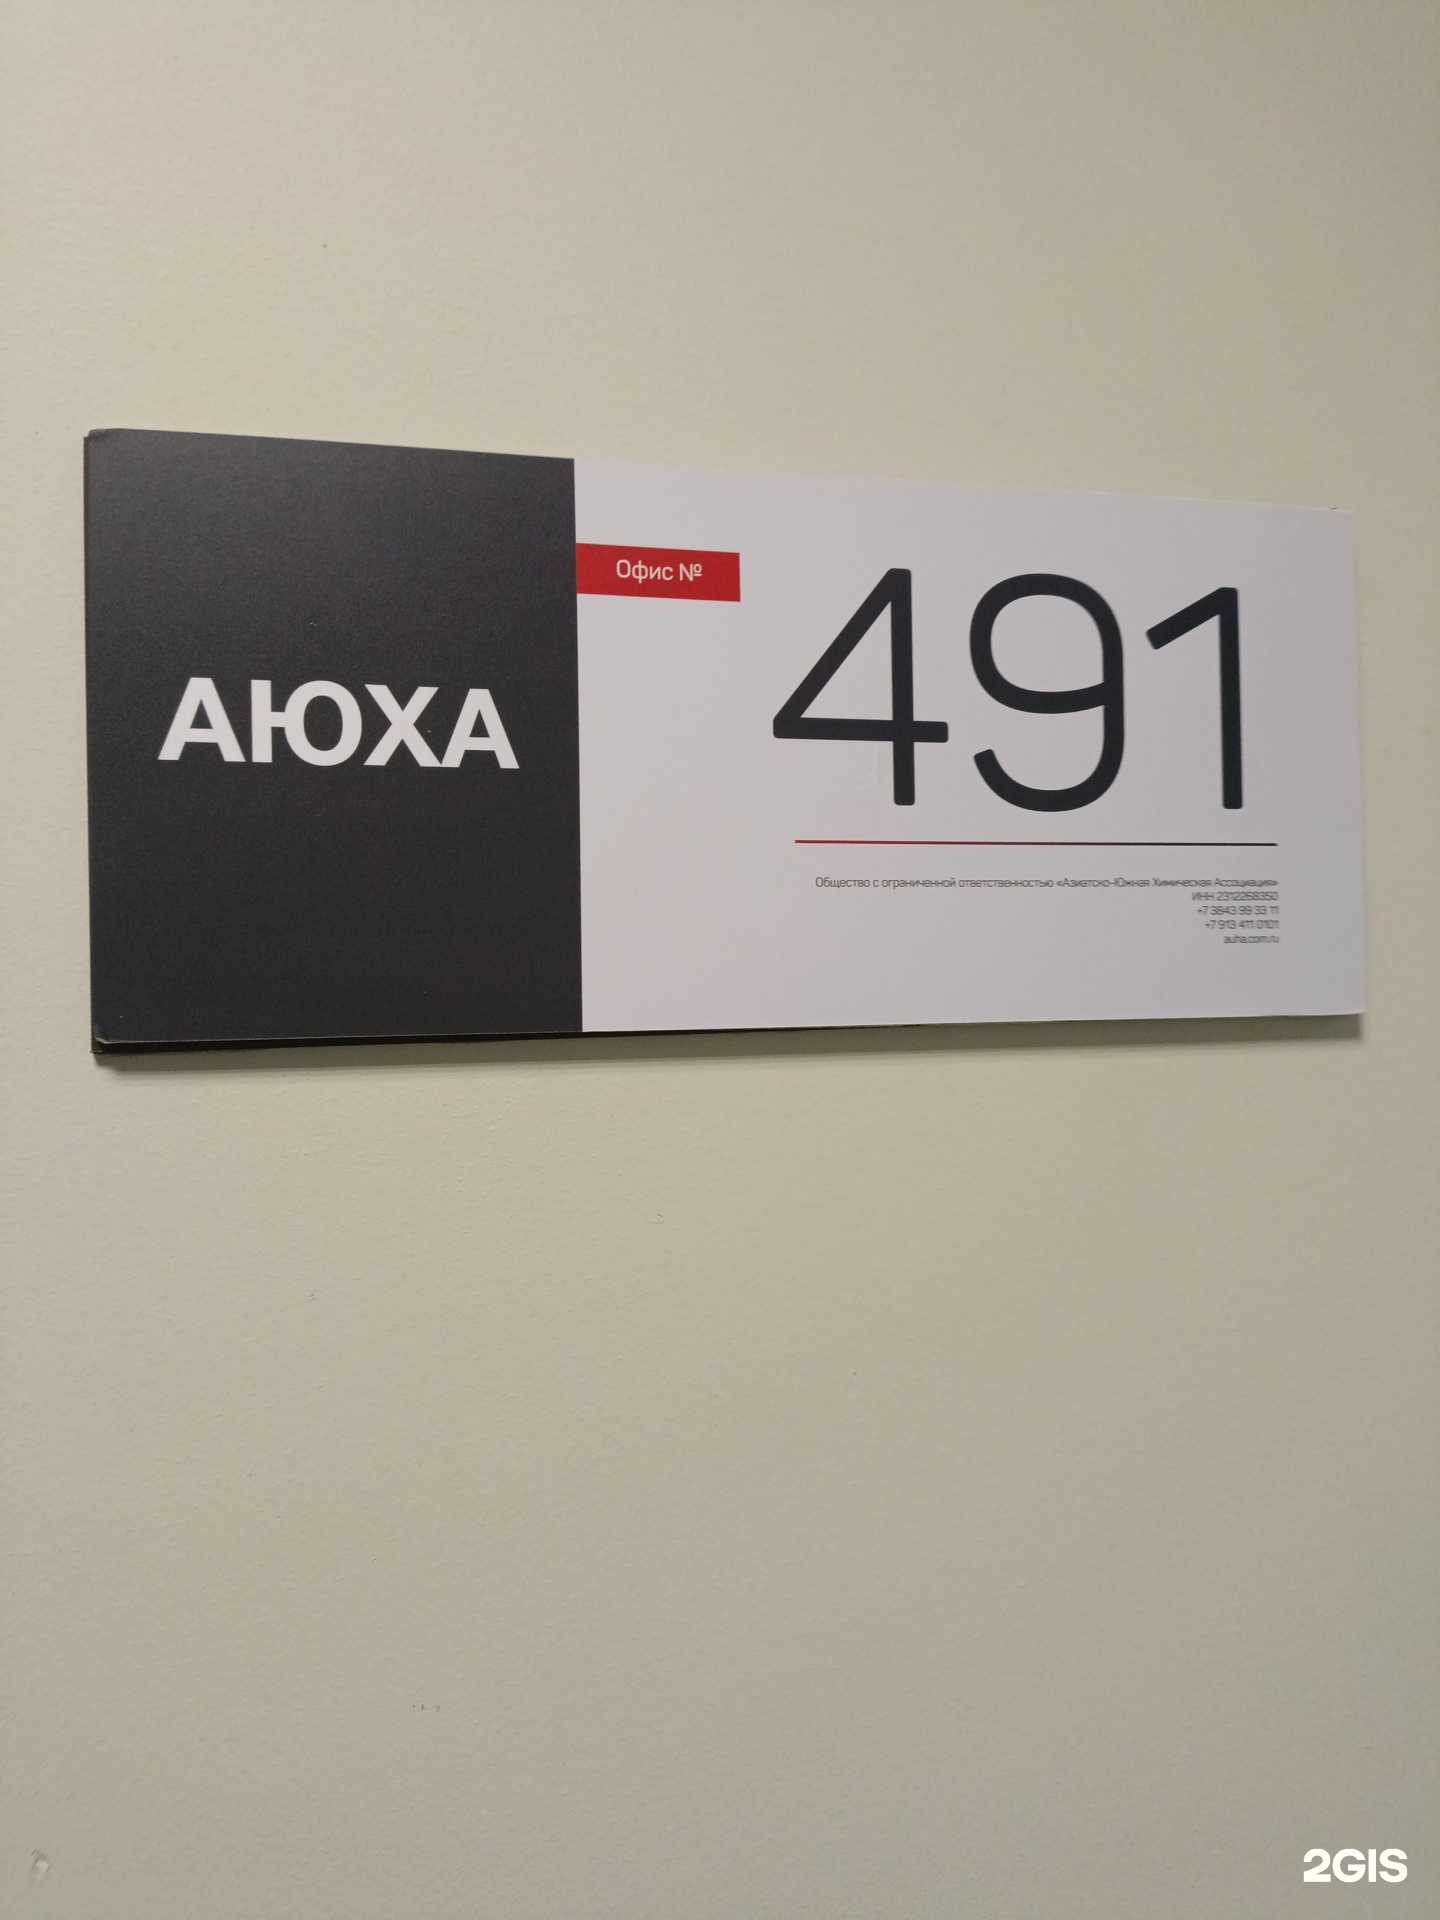 АЮХА
Офис №
491
Общество с ограниченной ответственностью «Азиатско-Южная Химическая Ассоциация»
ИНН 2312268350
+7 3843 99 33 11
+7 913 411 0101
auha.com.ru
2GIS